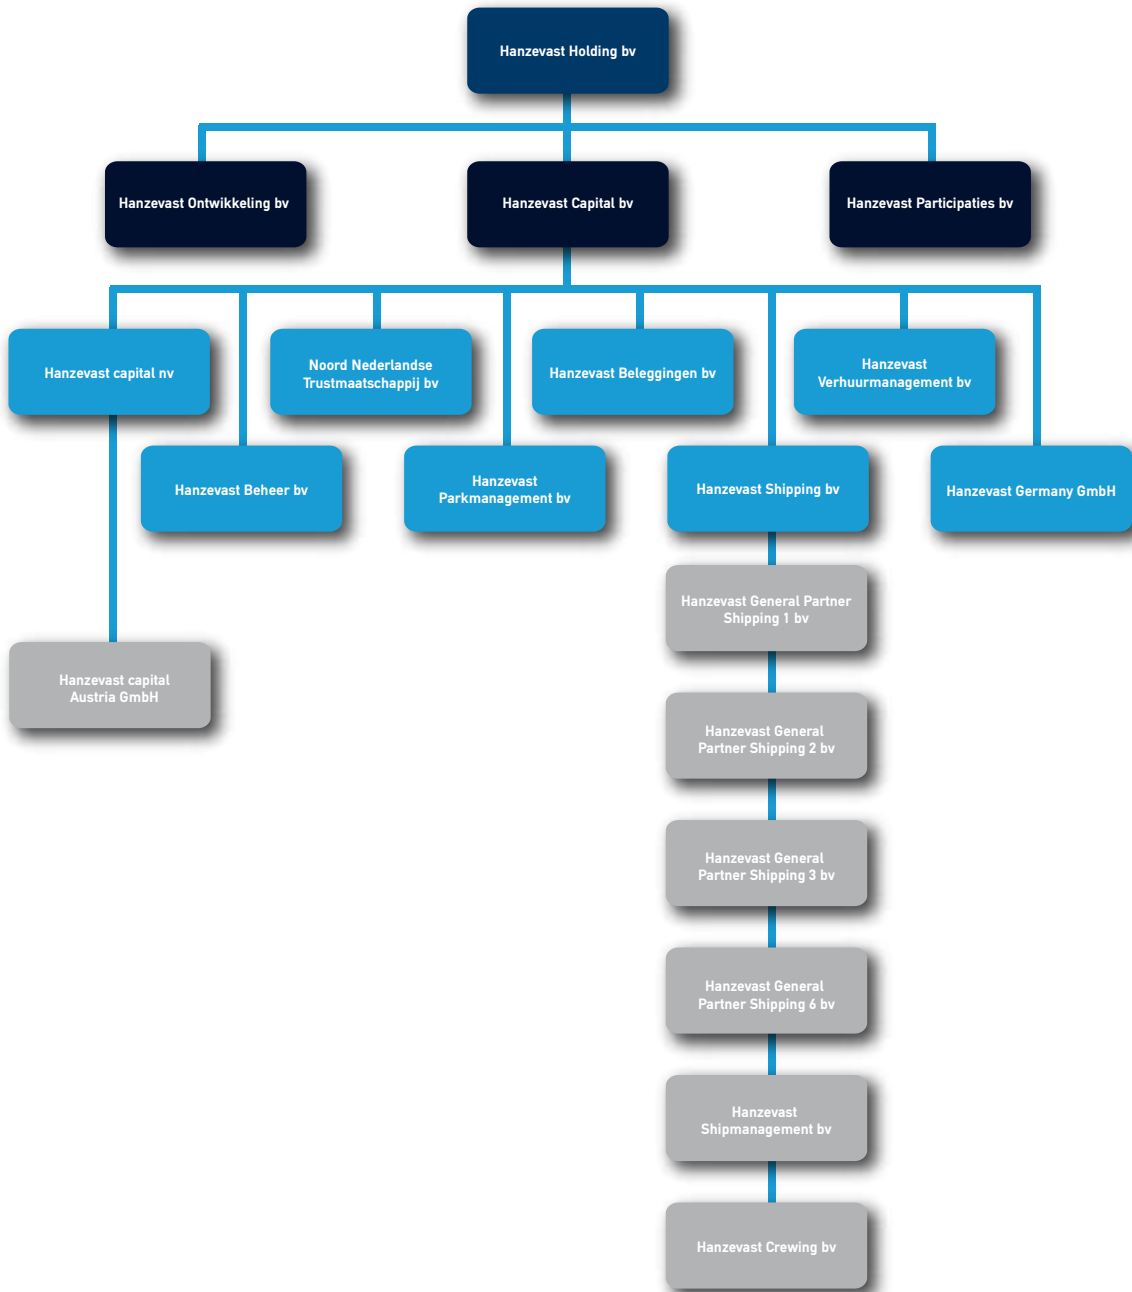 Hanzevast Holding bv
Hanzevast Ontwikkeling bv
Hanzevast Capital bv
Hanzevast Participaties bv
Hanzevast capital nv
Noord Nederlandse
Trustmaatschappij bv
Hanzevast Beleggingen bv
Hanzevast
Verhuurmanagement bv
Hanzevast Beheer bv
Hanzevast
Parkmanagement bv
Hanzevast Shipping bv
Hanzevast Germany GmbH
Hanzevast General Partner
Shipping 1 bv
Hanzevast capital
Austria GmbH
Hanzevast General
Partner Shipping 2 bv
Hanzevast General
Partner Shipping 3 bv
Hanzevast General
Partner Shipping 6 bv
Hanzevast
Shipmanagement bv
Hanzevast Crewing bv